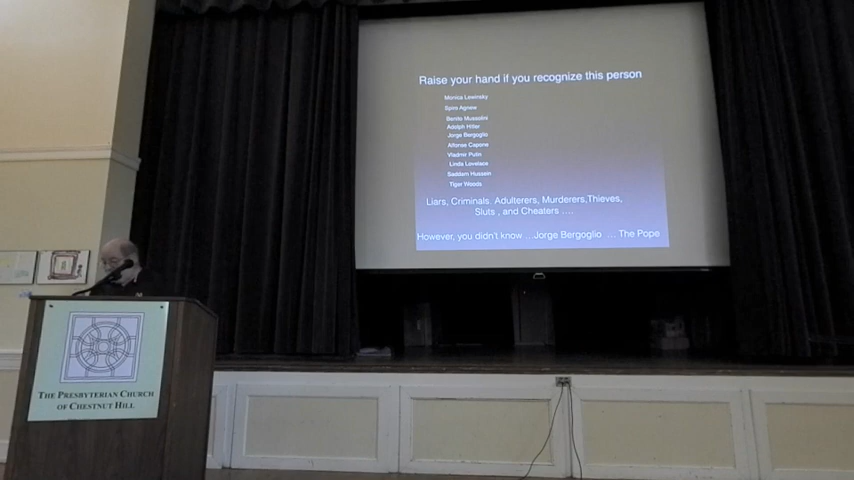 Raise your hand if you recognize this person
Monica Lewinsky
Spiro Agnew
Benito Mussolini
Adolph Hitler
Jorge Bergoglio
Alfonse Capone
Vladmir Putin
Linda Lovelace
Saddam Hussein
Tiger Woods
Liars, Criminals, Adulterers, Murderers,Thieves,
Sluts , and Cheaters ....
However, you didn't know ...Jorge Bergoglio ... The Pope
THE PRESBYTERIAN CHURCH
OF CHESTNUT HILL